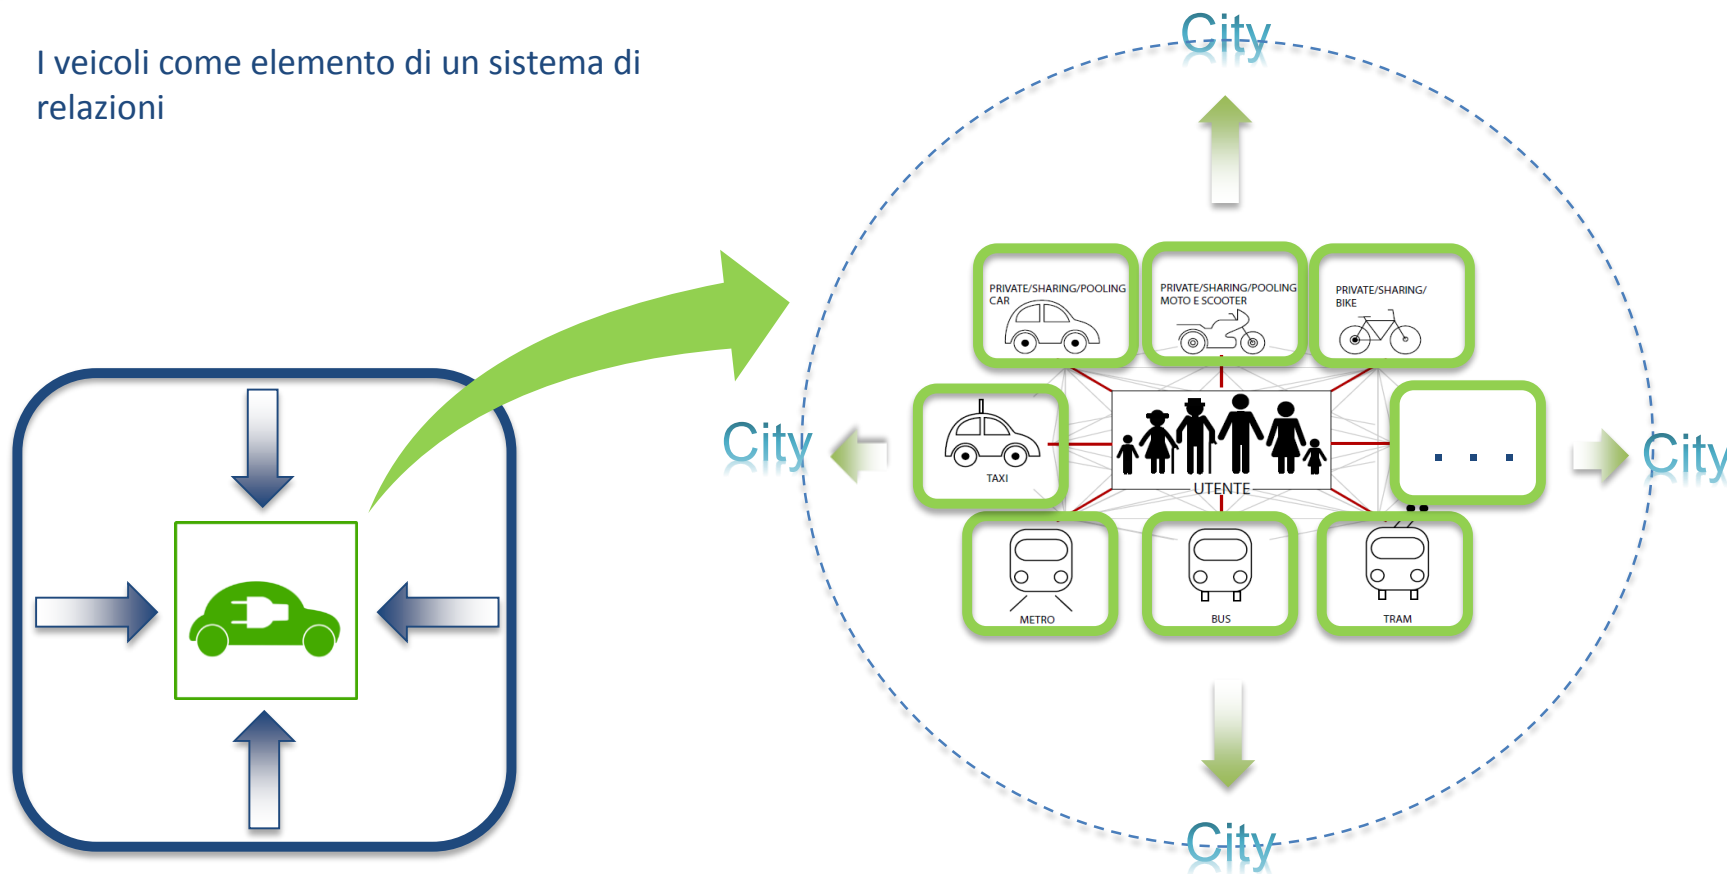 I veicoli come elemento di un sistema di
relazioni
City
PRIVATE/SHARING/POOLING
CAR
PRIVATE/SHARING/POOLING
MOTO E SCOOTER
PRIVATE/SHARING/
BIKE
City
TAXI
UTENTE
. . .
City
METRO
BUS
TRAM
City